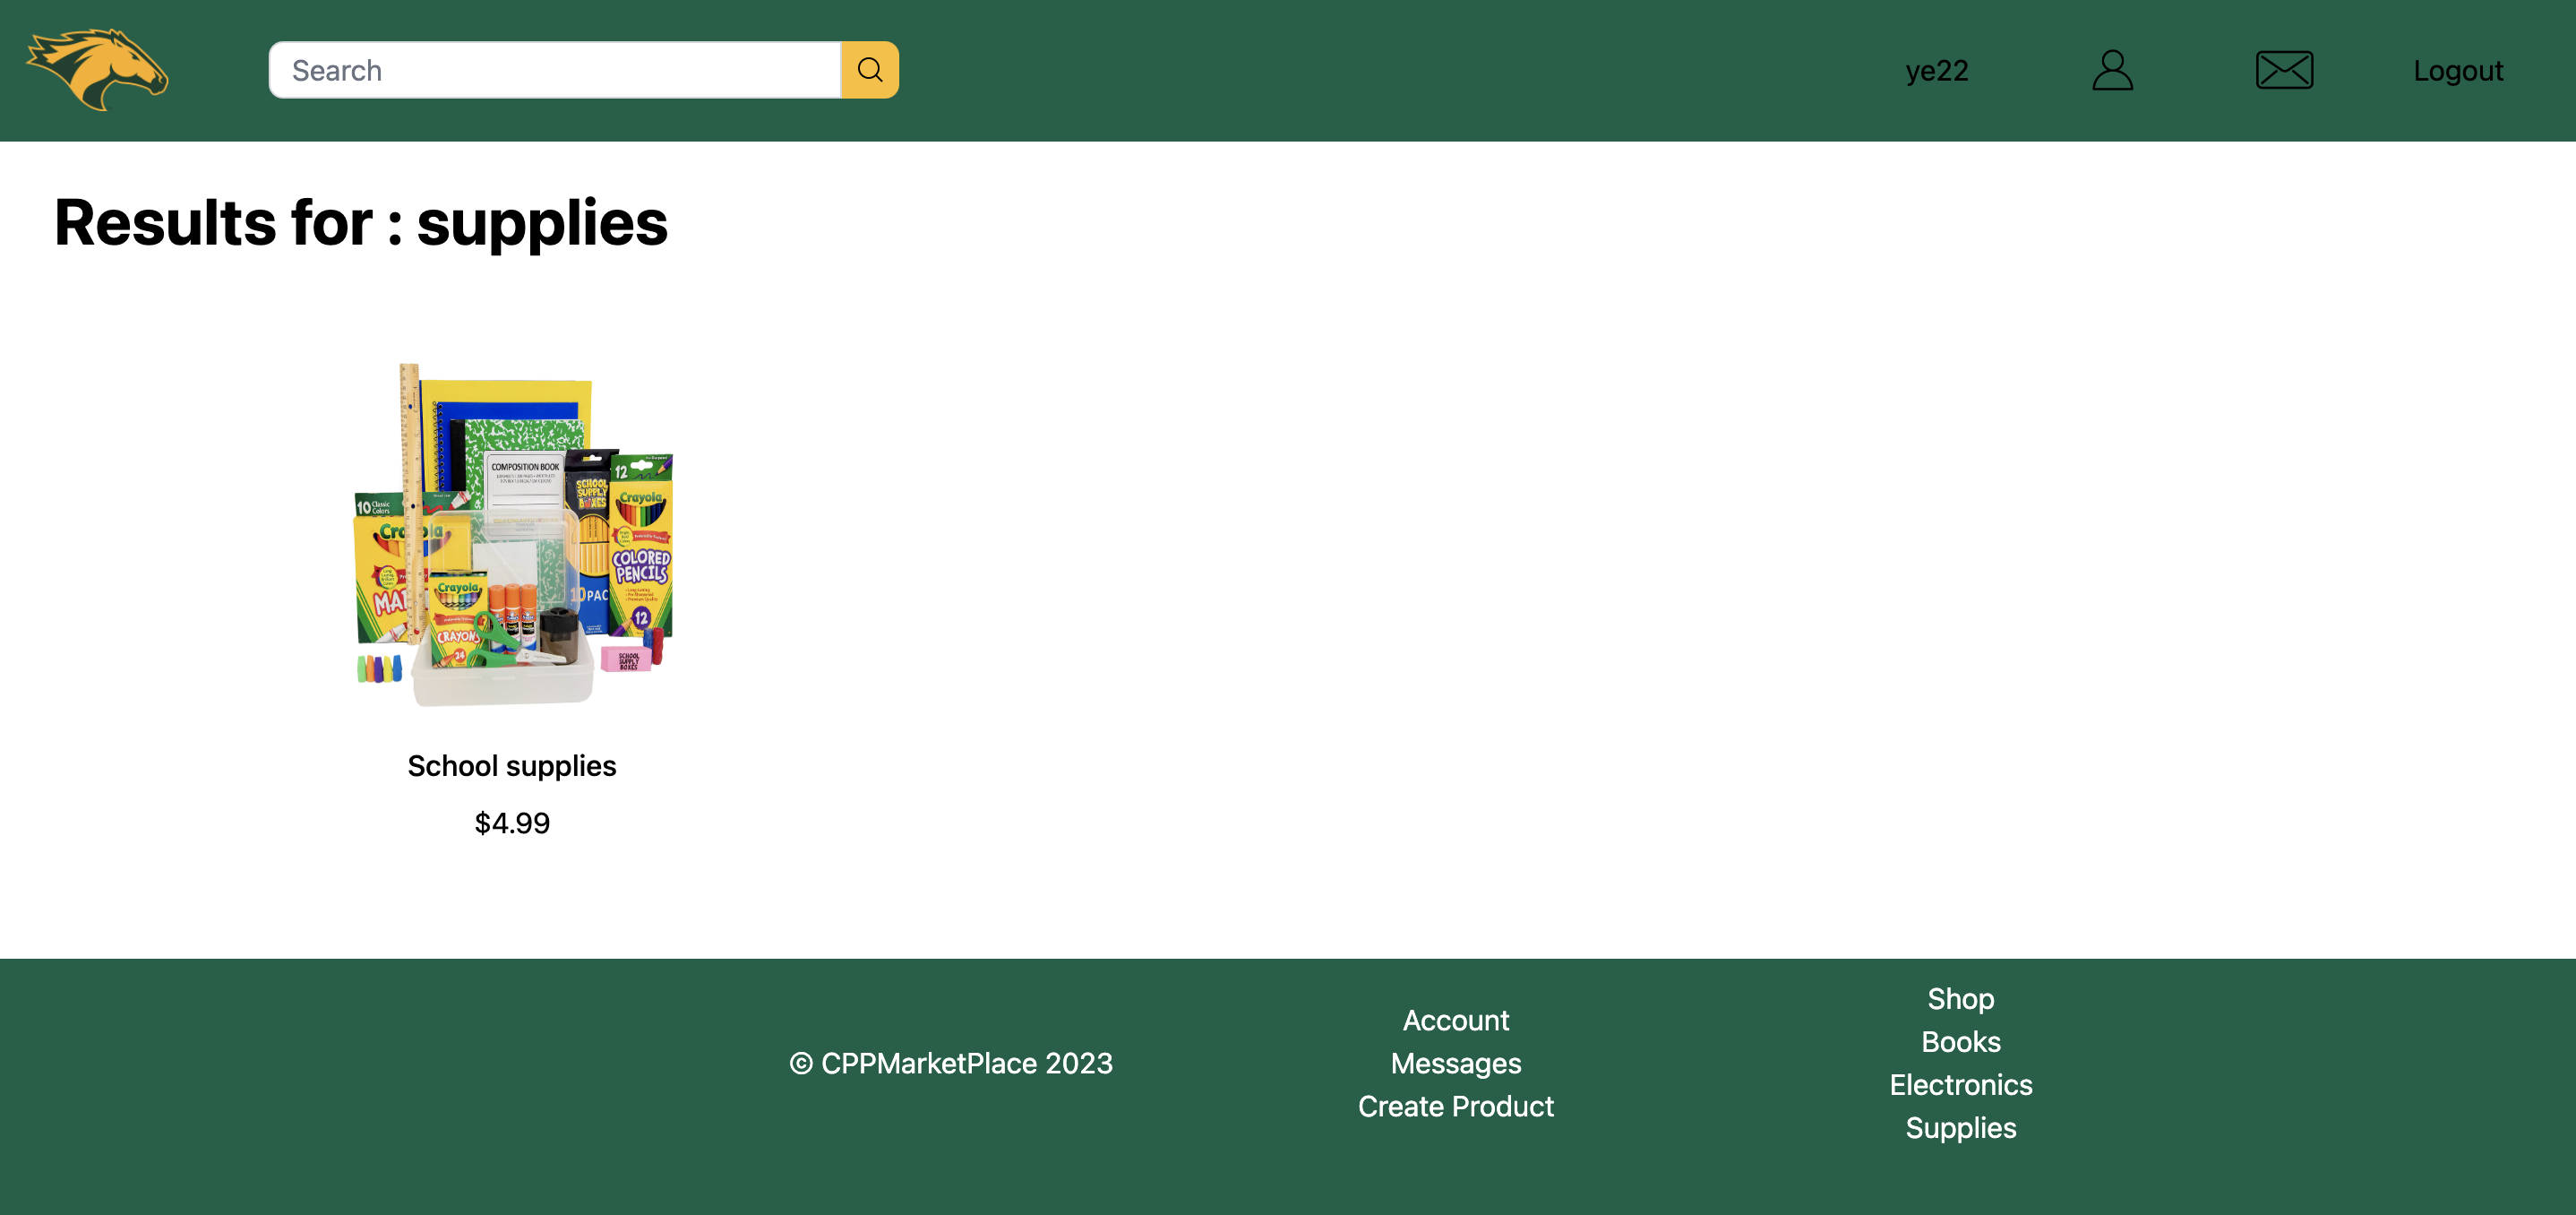 Search
ye22
Logout
Results for : supplies
COMPOSITION BOOK
12
SCHOOL
SUPPLY
BOXES
Crayola
10 Classic
Colors
Crayola
COLORED
PENCILS
12
10 PAC
Crayola
CRAYONS
24
SCHOOL
SUPPLY
BOXES
School supplies
$4.99
© CPPMarketPlace 2023
Account
Messages
Create Product
Shop
Books
Electronics
Supplies